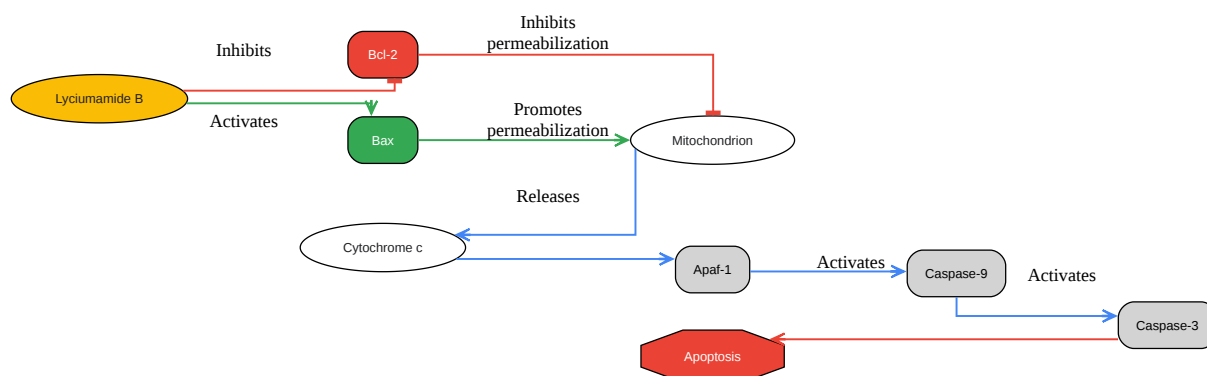 Inhibits
permeabilization
Inhibits
Bcl-2
Lyciumamide B
Activates
Promotes
permeabilization
Bax
Mitochondrion
Releases
Cytochrome c
Apaf-1
Activates
Caspase-9
Activates
Caspase-3
Apoptosis